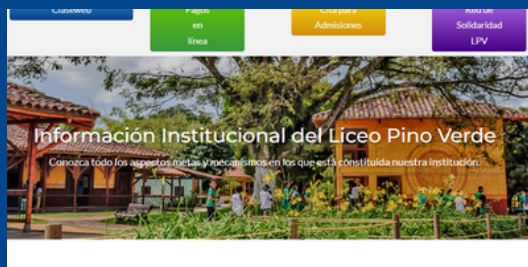 Claseweb
Pagos
en
línea
Cita para
Admisiones
Red de
Solidaridad
LPV
Información Institucional del Liceo Pino Verde
Conozca todo los aspectos metas y mecanismos en los que está constituida nuestra institución.